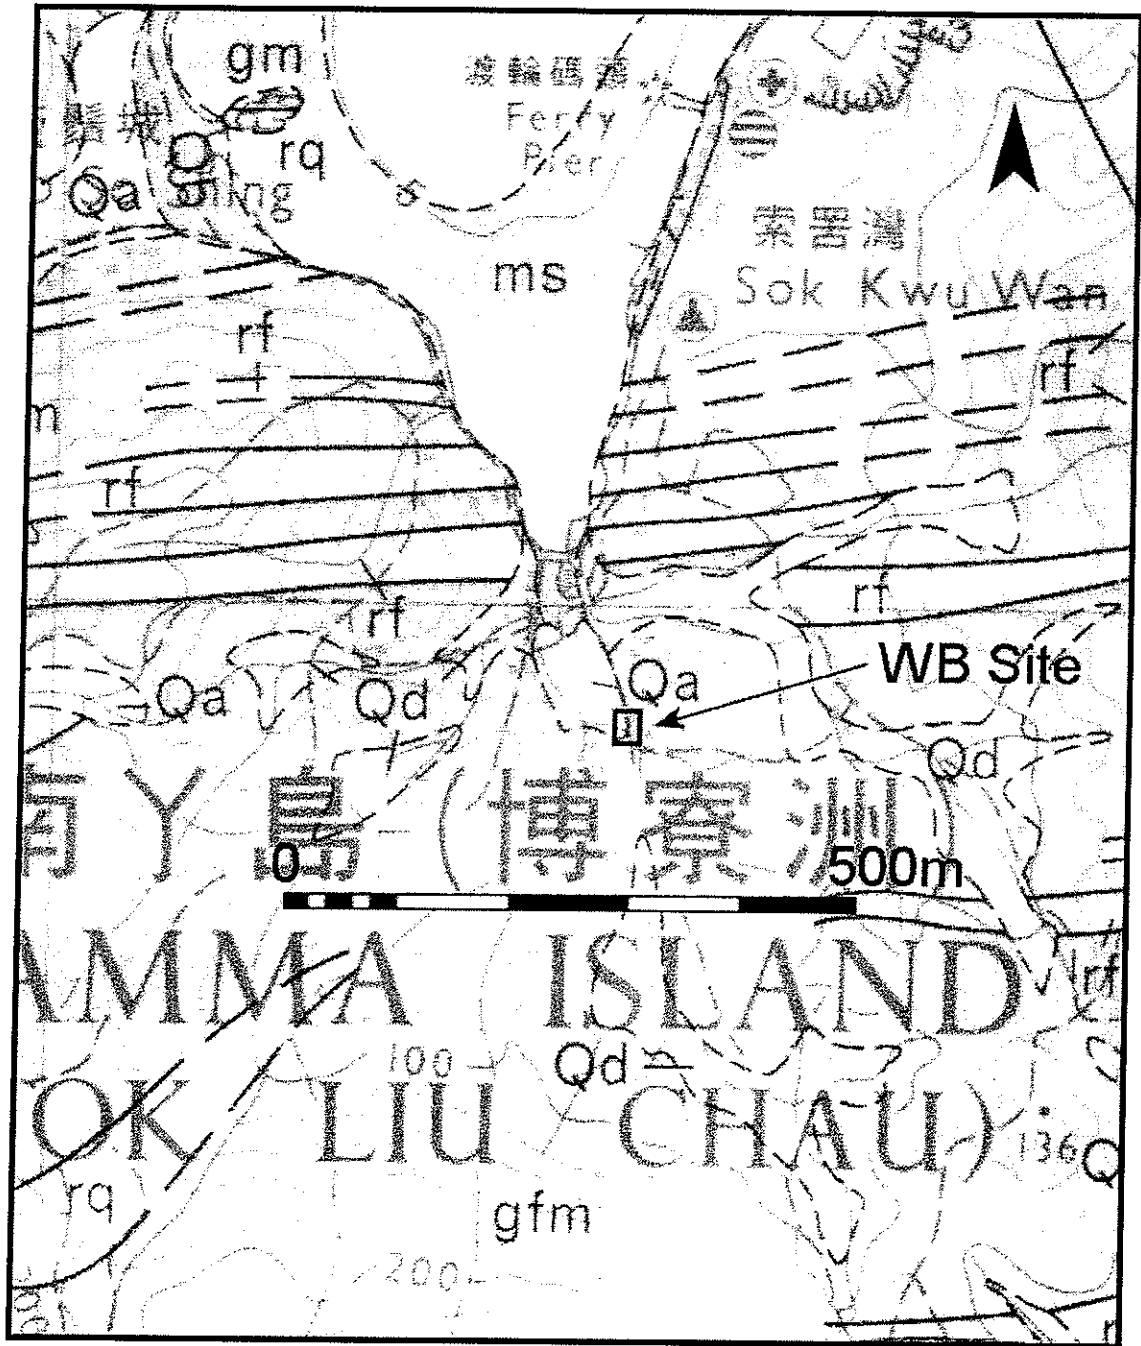 gm
渡輪碼頭
Ferry
Pier
rq
Qa
5
索罟灣
Sok Kwu Wan
ms
rf
rf
rf
rf
rf
WB Site
Qa
Qd
Qa
Qd
南丫島(博寮洲)
0
500m
AMMA ISLAND
rf
100
Qd
OK LIU CHAU)
136
Q
rq
gfm
200